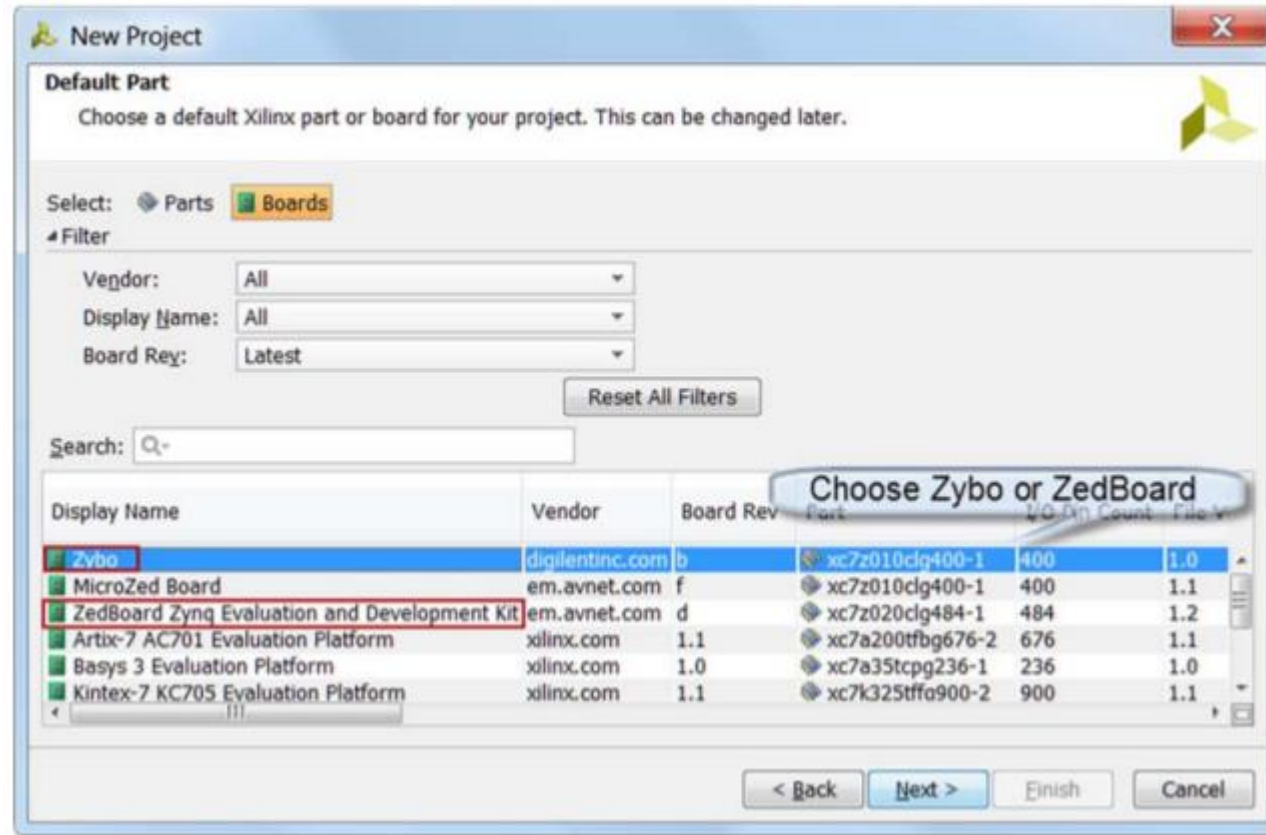 New Project
Default Part
Choose a default Xilinx part or board for your project. This can be changed later.
Select: Parts Boards
Filter
Vendor: All
Display Name: All
Board Rev: Latest
Reset All Filters
Search:
Choose Zybo or ZedBoard
Display Name Vendor Board Rev Part I/O Pin Count File V
Zybo digilentinc.com b xc7z010clg400-1 400 1.0
MicroZed Board em.avnet.com f xc7z010clg400-1 400 1.1
ZedBoard Zynq Evaluation and Development Kit em.avnet.com d xc7z020clg484-1 484 1.2
Artix-7 AC701 Evaluation Platform xilinx.com 1.1 xc7a200tfbg676-2 676 1.1
Basys 3 Evaluation Platform xilinx.com 1.0 xc7a35tcpg236-1 236 1.0
Kintex-7 KC705 Evaluation Platform xilinx.com 1.1 xc7k325tffg900-2 900 1.1
< Back Next > Finish Cancel